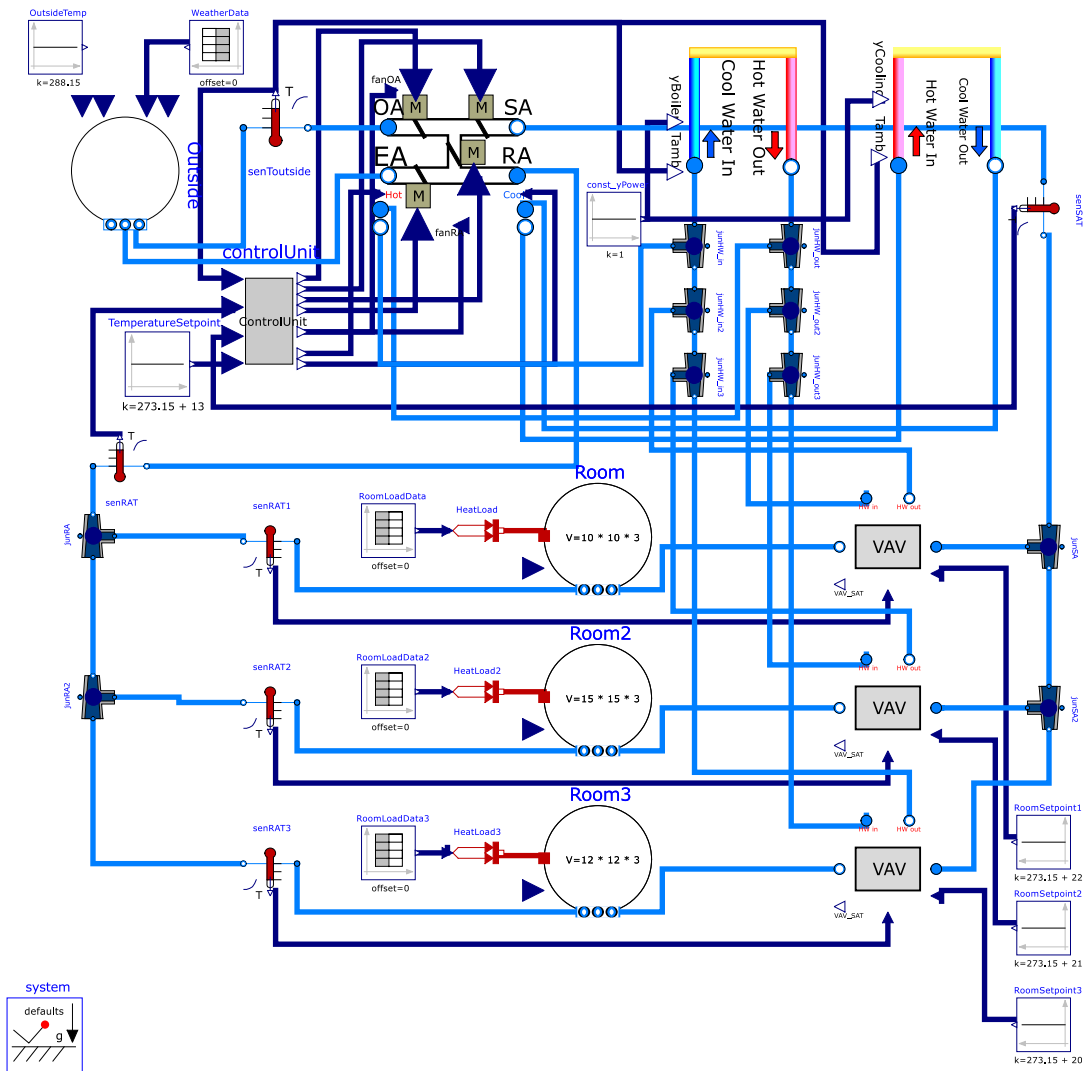 OutsideTemp
k=288.15
WeatherData
offset=0
Outside
T
senToutside
fanOA
OA
SA
EA
RA
M
M
M
M
Hot
Cool
fanRA
controlUnit
ControlUnit
TemperatureSetpoint
k=273.15 + 13
yBoiler
Tamb
Cool Water In
Hot Water Out
yCooling
Tamb
Hot Water In
Cool Water Out
const_yPower
k=1
senSAT
junHW_in
junHW_out
junHW_in2
junHW_out2
junHW_in3
junHW_out3
T
senRAT
junRA
senRAT1
T
RoomLoadData
offset=0
HeatLoad
Room
V=10 * 10 * 3
HW in
HW out
VAV
VAV_SAT
junSA
junRA2
senRAT2
T
RoomLoadData2
offset=0
HeatLoad2
Room2
V=15 * 15 * 3
HW in
HW out
VAV
VAV_SAT
junSA2
senRAT3
T
RoomLoadData3
offset=0
HeatLoad3
Room3
V=12 * 12 * 3
HW in
HW out
VAV
VAV_SAT
RoomSetpoint1
k=273.15 + 22
RoomSetpoint2
k=273.15 + 21
RoomSetpoint3
k=273.15 + 20
system
defaults
g